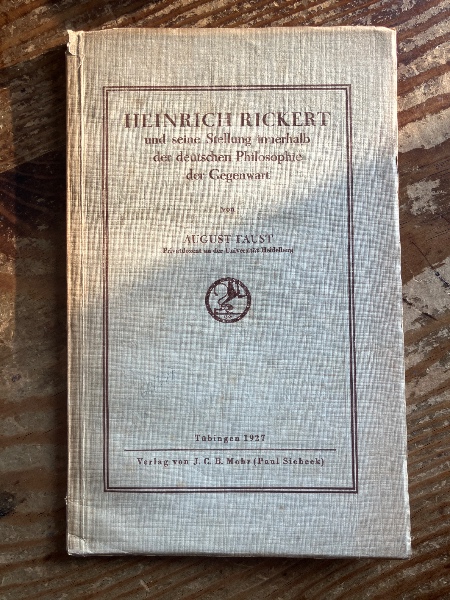 HEINRICH RICKERT
und seine Stellung innerhalb
der deutschen Philosophie
der Gegenwart
von
AUGUST FAUST
Privatdozent an der Universität Heidelberg
Tübingen 1927
Verlag von J. C. B. Mohr (Paul Siebeck)